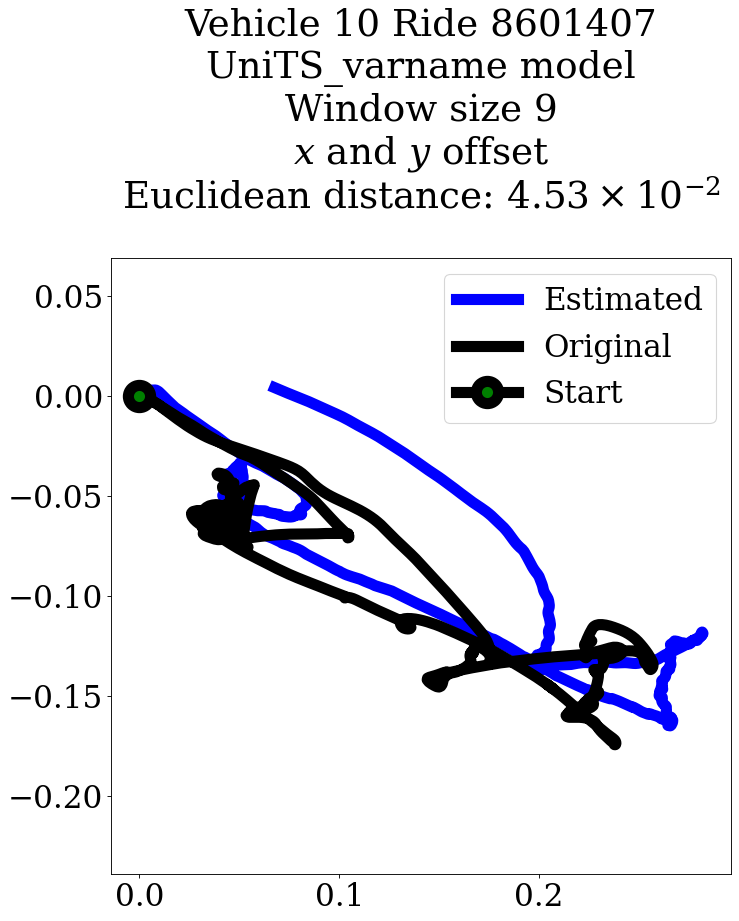 Vehicle 10 Ride 8601407
UniTS_varname model
Window size 9
x and y offset
Euclidean distance: 4.53 × 10⁻²
Estimated
Original
Start
0.05
0.00
−0.05
−0.10
−0.15
−0.20
0.0 0.1 0.2